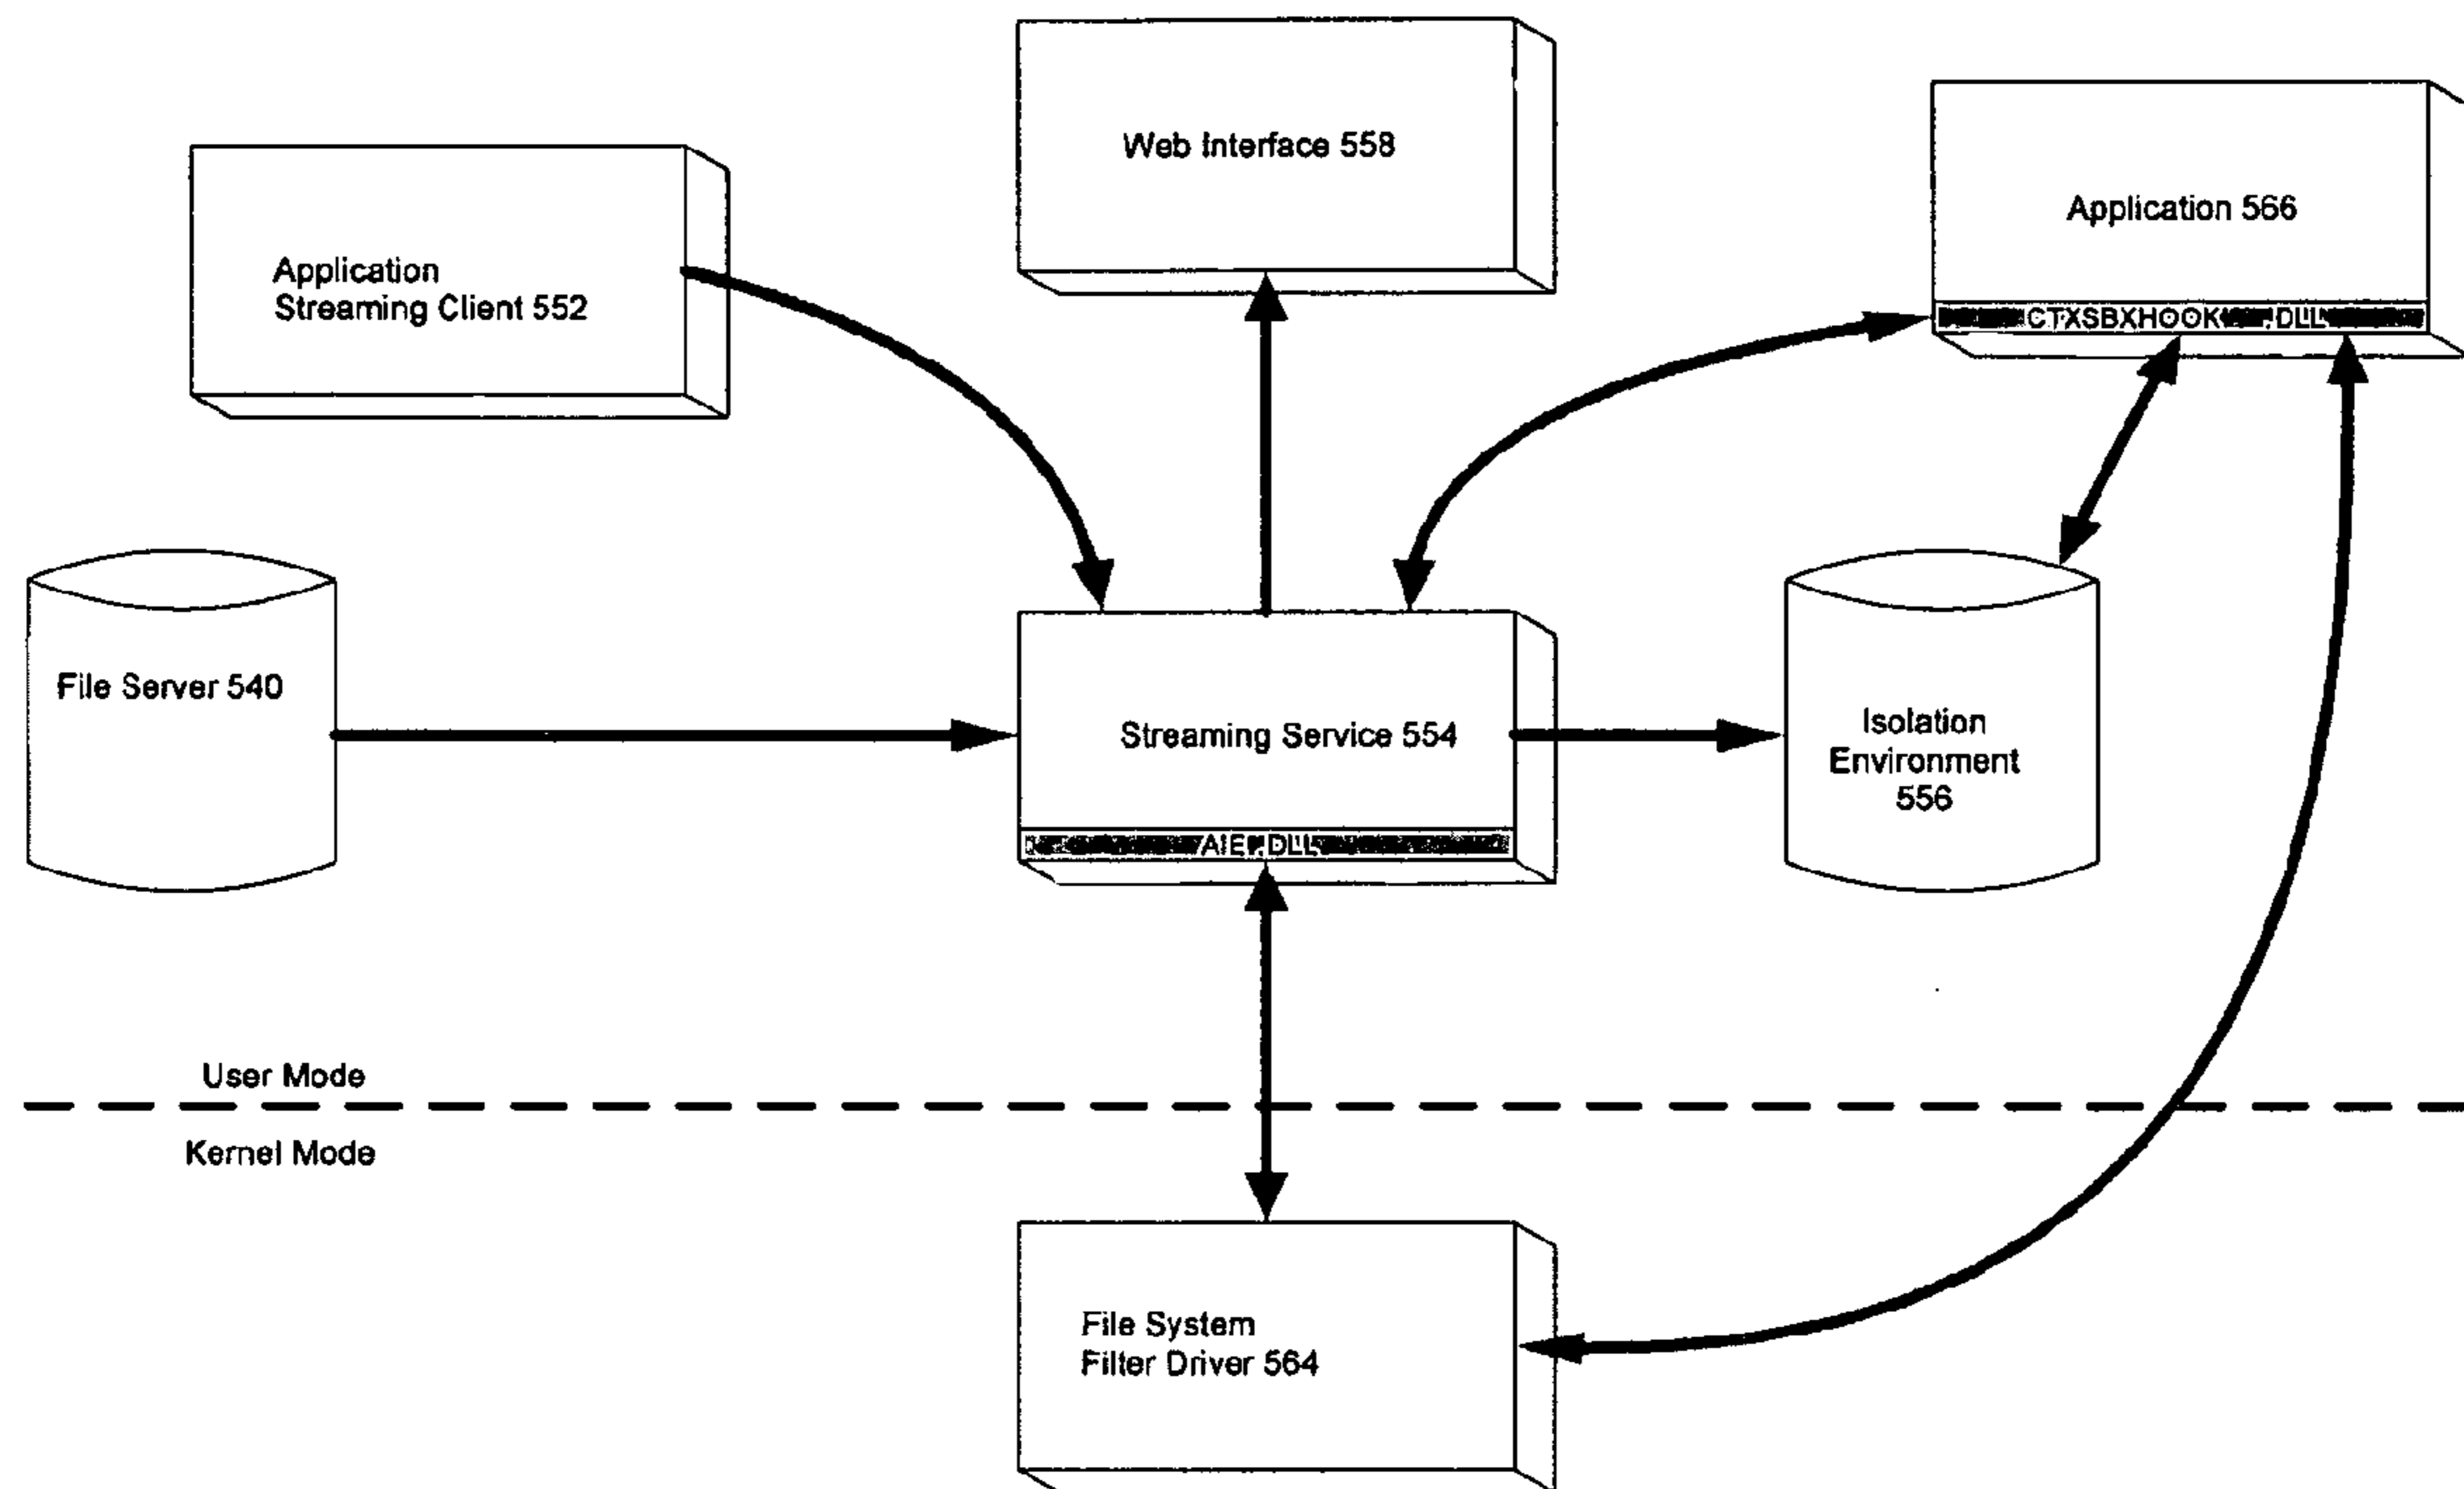 Web Interface 558
Application 566
CTXSBXHOOK .DLL
Application
Streaming Client 552
File Server 540
Streaming Service 554
Isolation
Environment
556
AIE .DLL
User Mode
Kernel Mode
File System
Filter Driver 564